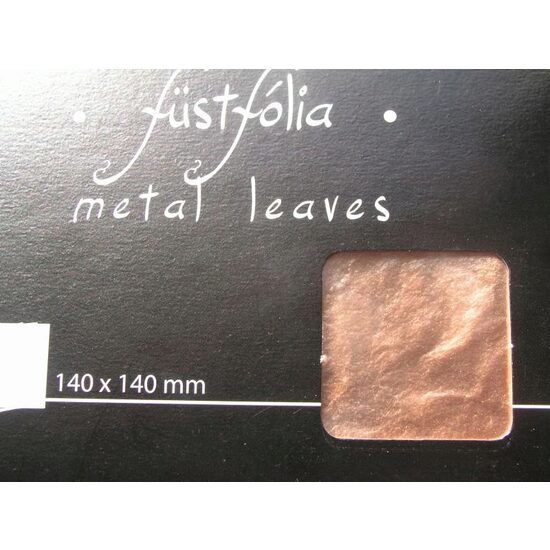 • füstfólia •
metal leaves
140 x 140 mm